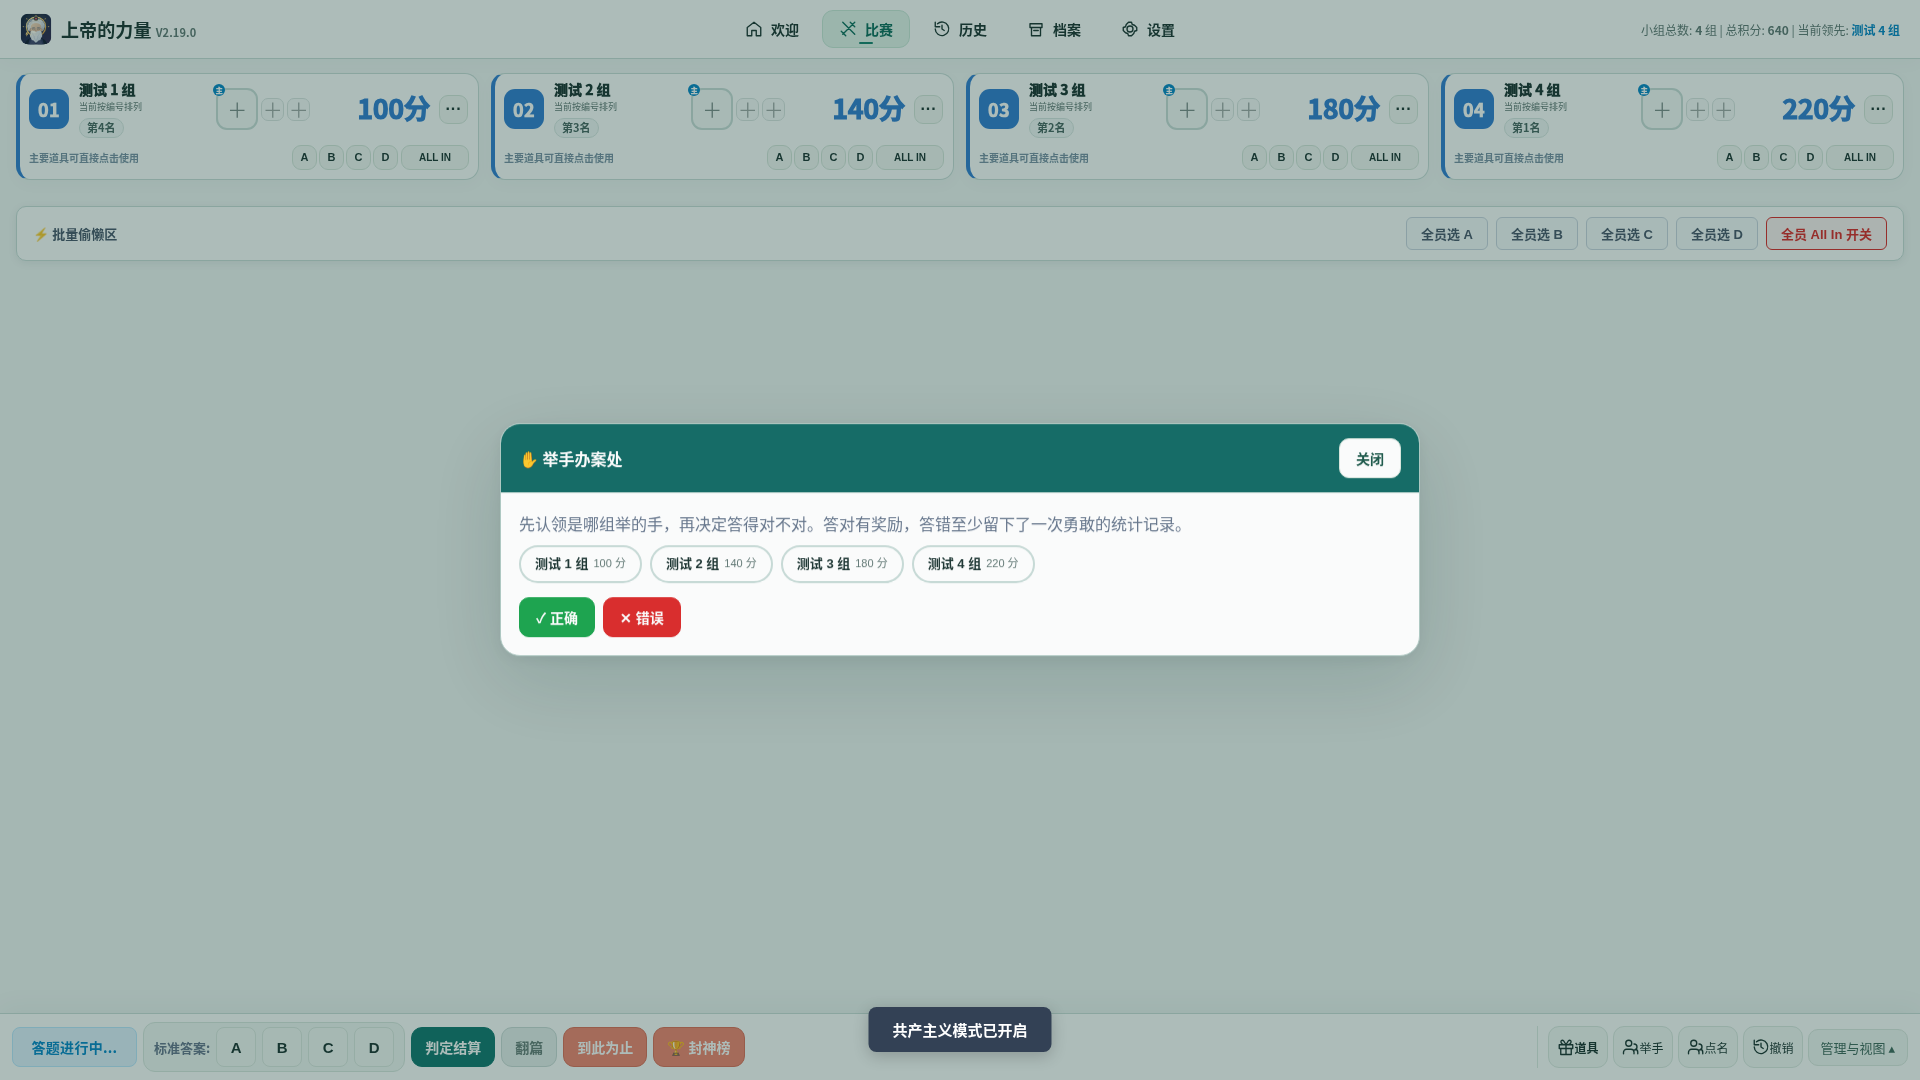 上帝的力量 V2.19.0
欢迎
比赛
历史
档案
设置
小组总数: 4 组 | 总积分: 640 | 当前领先: 测试 4 组
01
测试 1 组
当前按编号排列
第4名
主
100分
主要道具可直接点击使用
A B C D ALL IN
02
测试 2 组
当前按编号排列
第3名
主
140分
主要道具可直接点击使用
A B C D ALL IN
03
测试 3 组
当前按编号排列
第2名
主
180分
主要道具可直接点击使用
A B C D ALL IN
04
测试 4 组
当前按编号排列
第1名
主
220分
主要道具可直接点击使用
A B C D ALL IN
⚡ 批量偷懒区
全员选 A
全员选 B
全员选 C
全员选 D
全员 All In 开关
✋ 举手办案处
关闭
先认领是哪组举的手，再决定答得对不对。答对有奖励，答错至少留下了一次勇敢的统计记录。
测试 1 组 100 分
测试 2 组 140 分
测试 3 组 180 分
测试 4 组 220 分
✓ 正确
✕ 错误
共产主义模式已开启
答题进行中...
标准答案: A B C D
判定结算
翻篇
到此为止
🏆 封神榜
道具
举手
点名
撤销
管理与视图 ▴